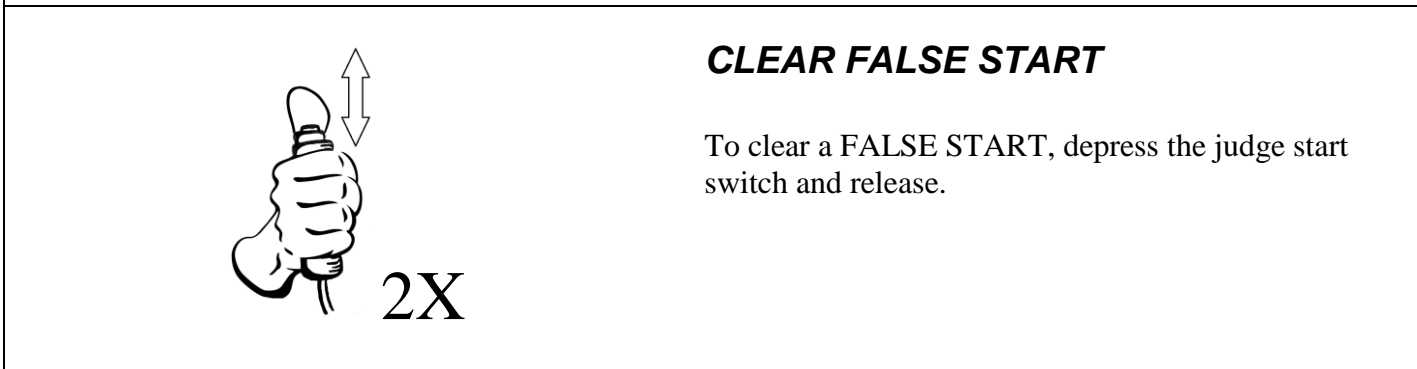 CLEAR FALSE START
To clear a FALSE START, depress the judge start
switch and release.
2X